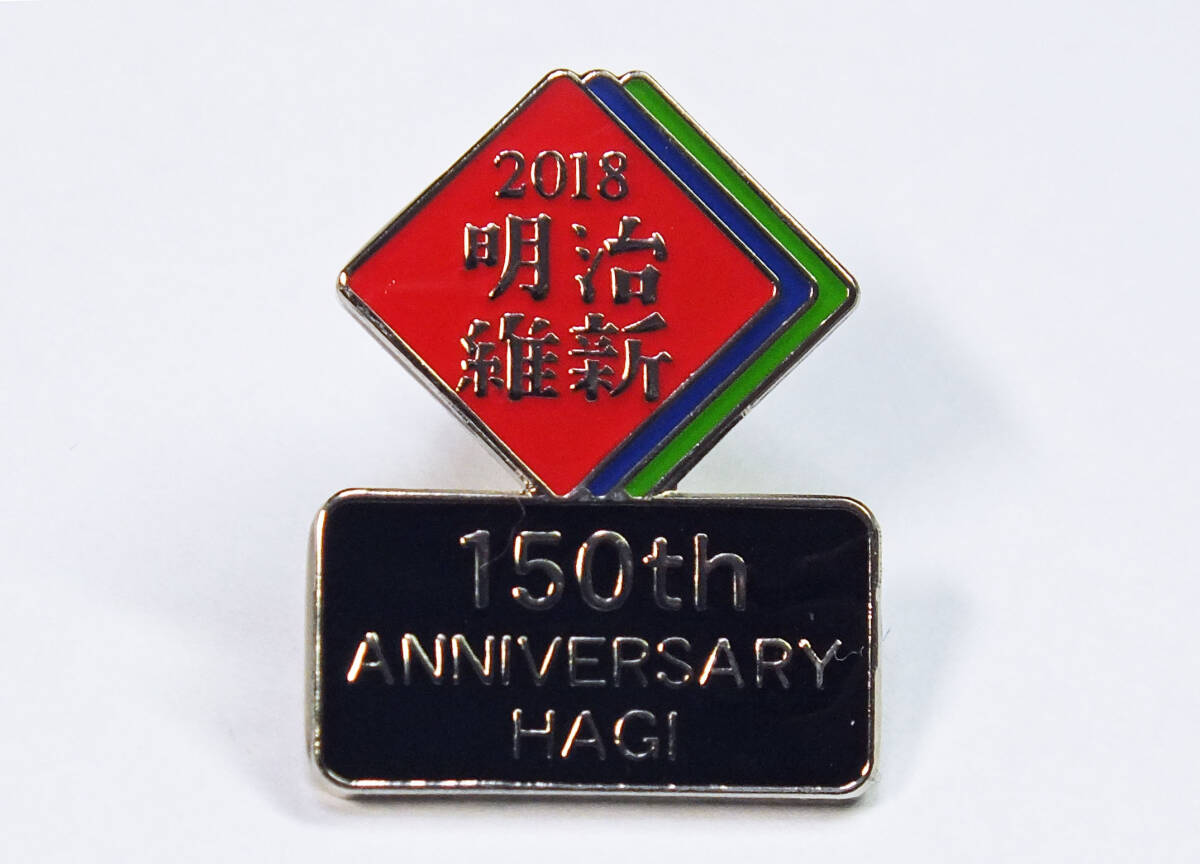 2018
明治
維新
150th
ANNIVERSARY
HAGI